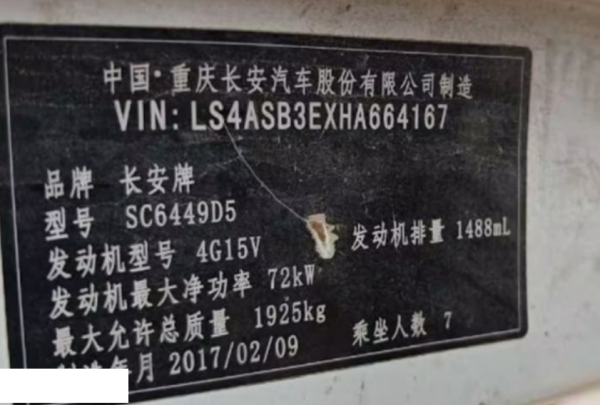 中国·重庆长安汽车股份有限公司制造
VIN: LS4ASB3EXHA664167
品牌 长安牌
型号 SC6449D5
发动机型号 4G15V 发动机排量 1488mL
发动机最大净功率 72kW
最大允许总质量 1925kg 乘坐人数 7
制造年月 2017/02/09